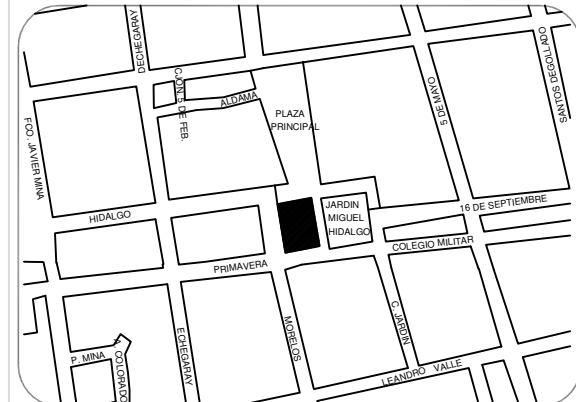 DECHEGARAY
SANTOS DEGOLLADO
CJON. 5 DE FEB.
ALDAMA
5 DE MAYO
PLAZA
PRINCIPAL
FCO. JAVIER MINA
JARDIN
MIGUEL
HIDALGO
16 DE SEPTIEMBRE
HIDALGO
COLEGIO MILITAR
PRIMAVERA
C. JARDIN
MORELOS
ECHEGARAY
P. MINA
COLORADO
LEANDRO VALLE